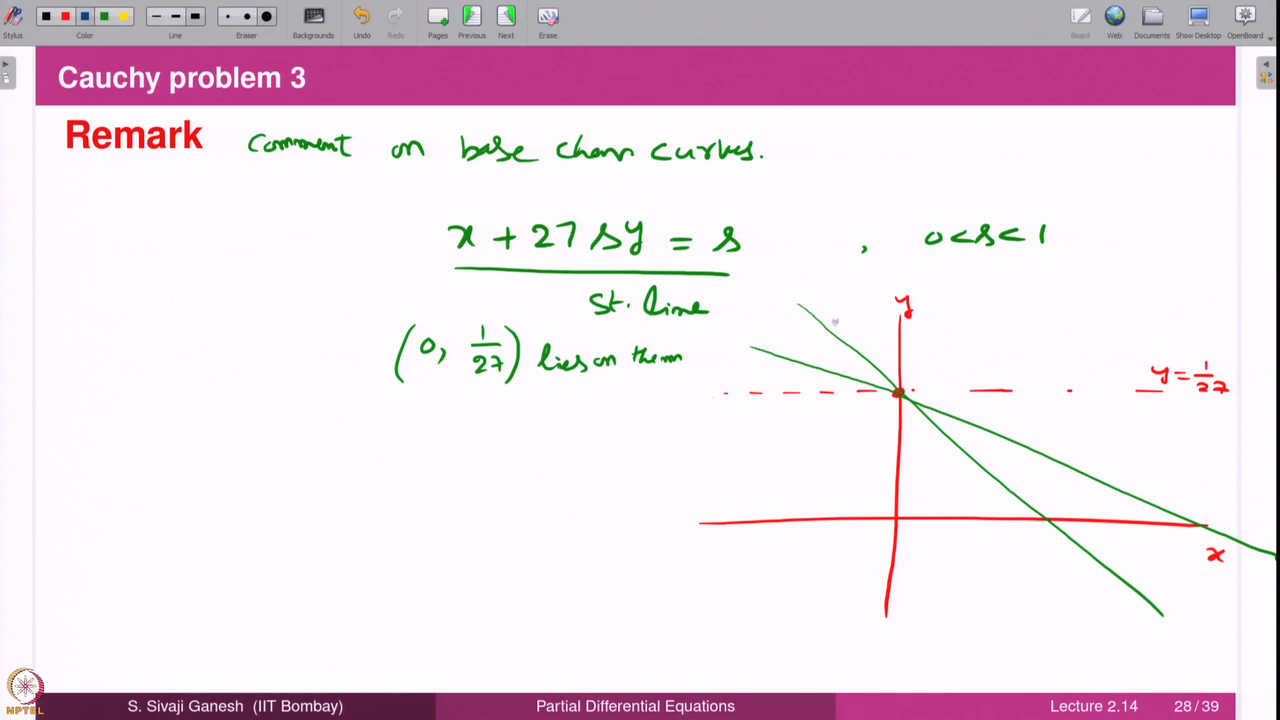 Stylus
Color
Line
Eraser
Backgrounds
Undo
Redo
Pages
Previous
Next
Erase
Board
Web
Documents
Show Desktop
OpenBoard
Cauchy problem 3
Remark Comment on base char curves.
x + 27 s y = s , 0 < s < 1
St. line
(0, 1/27) lies on them
y
y = 1/27
x
NPTEL
S. Sivaji Ganesh (IIT Bombay) Partial Differential Equations Lecture 2.14 28/39